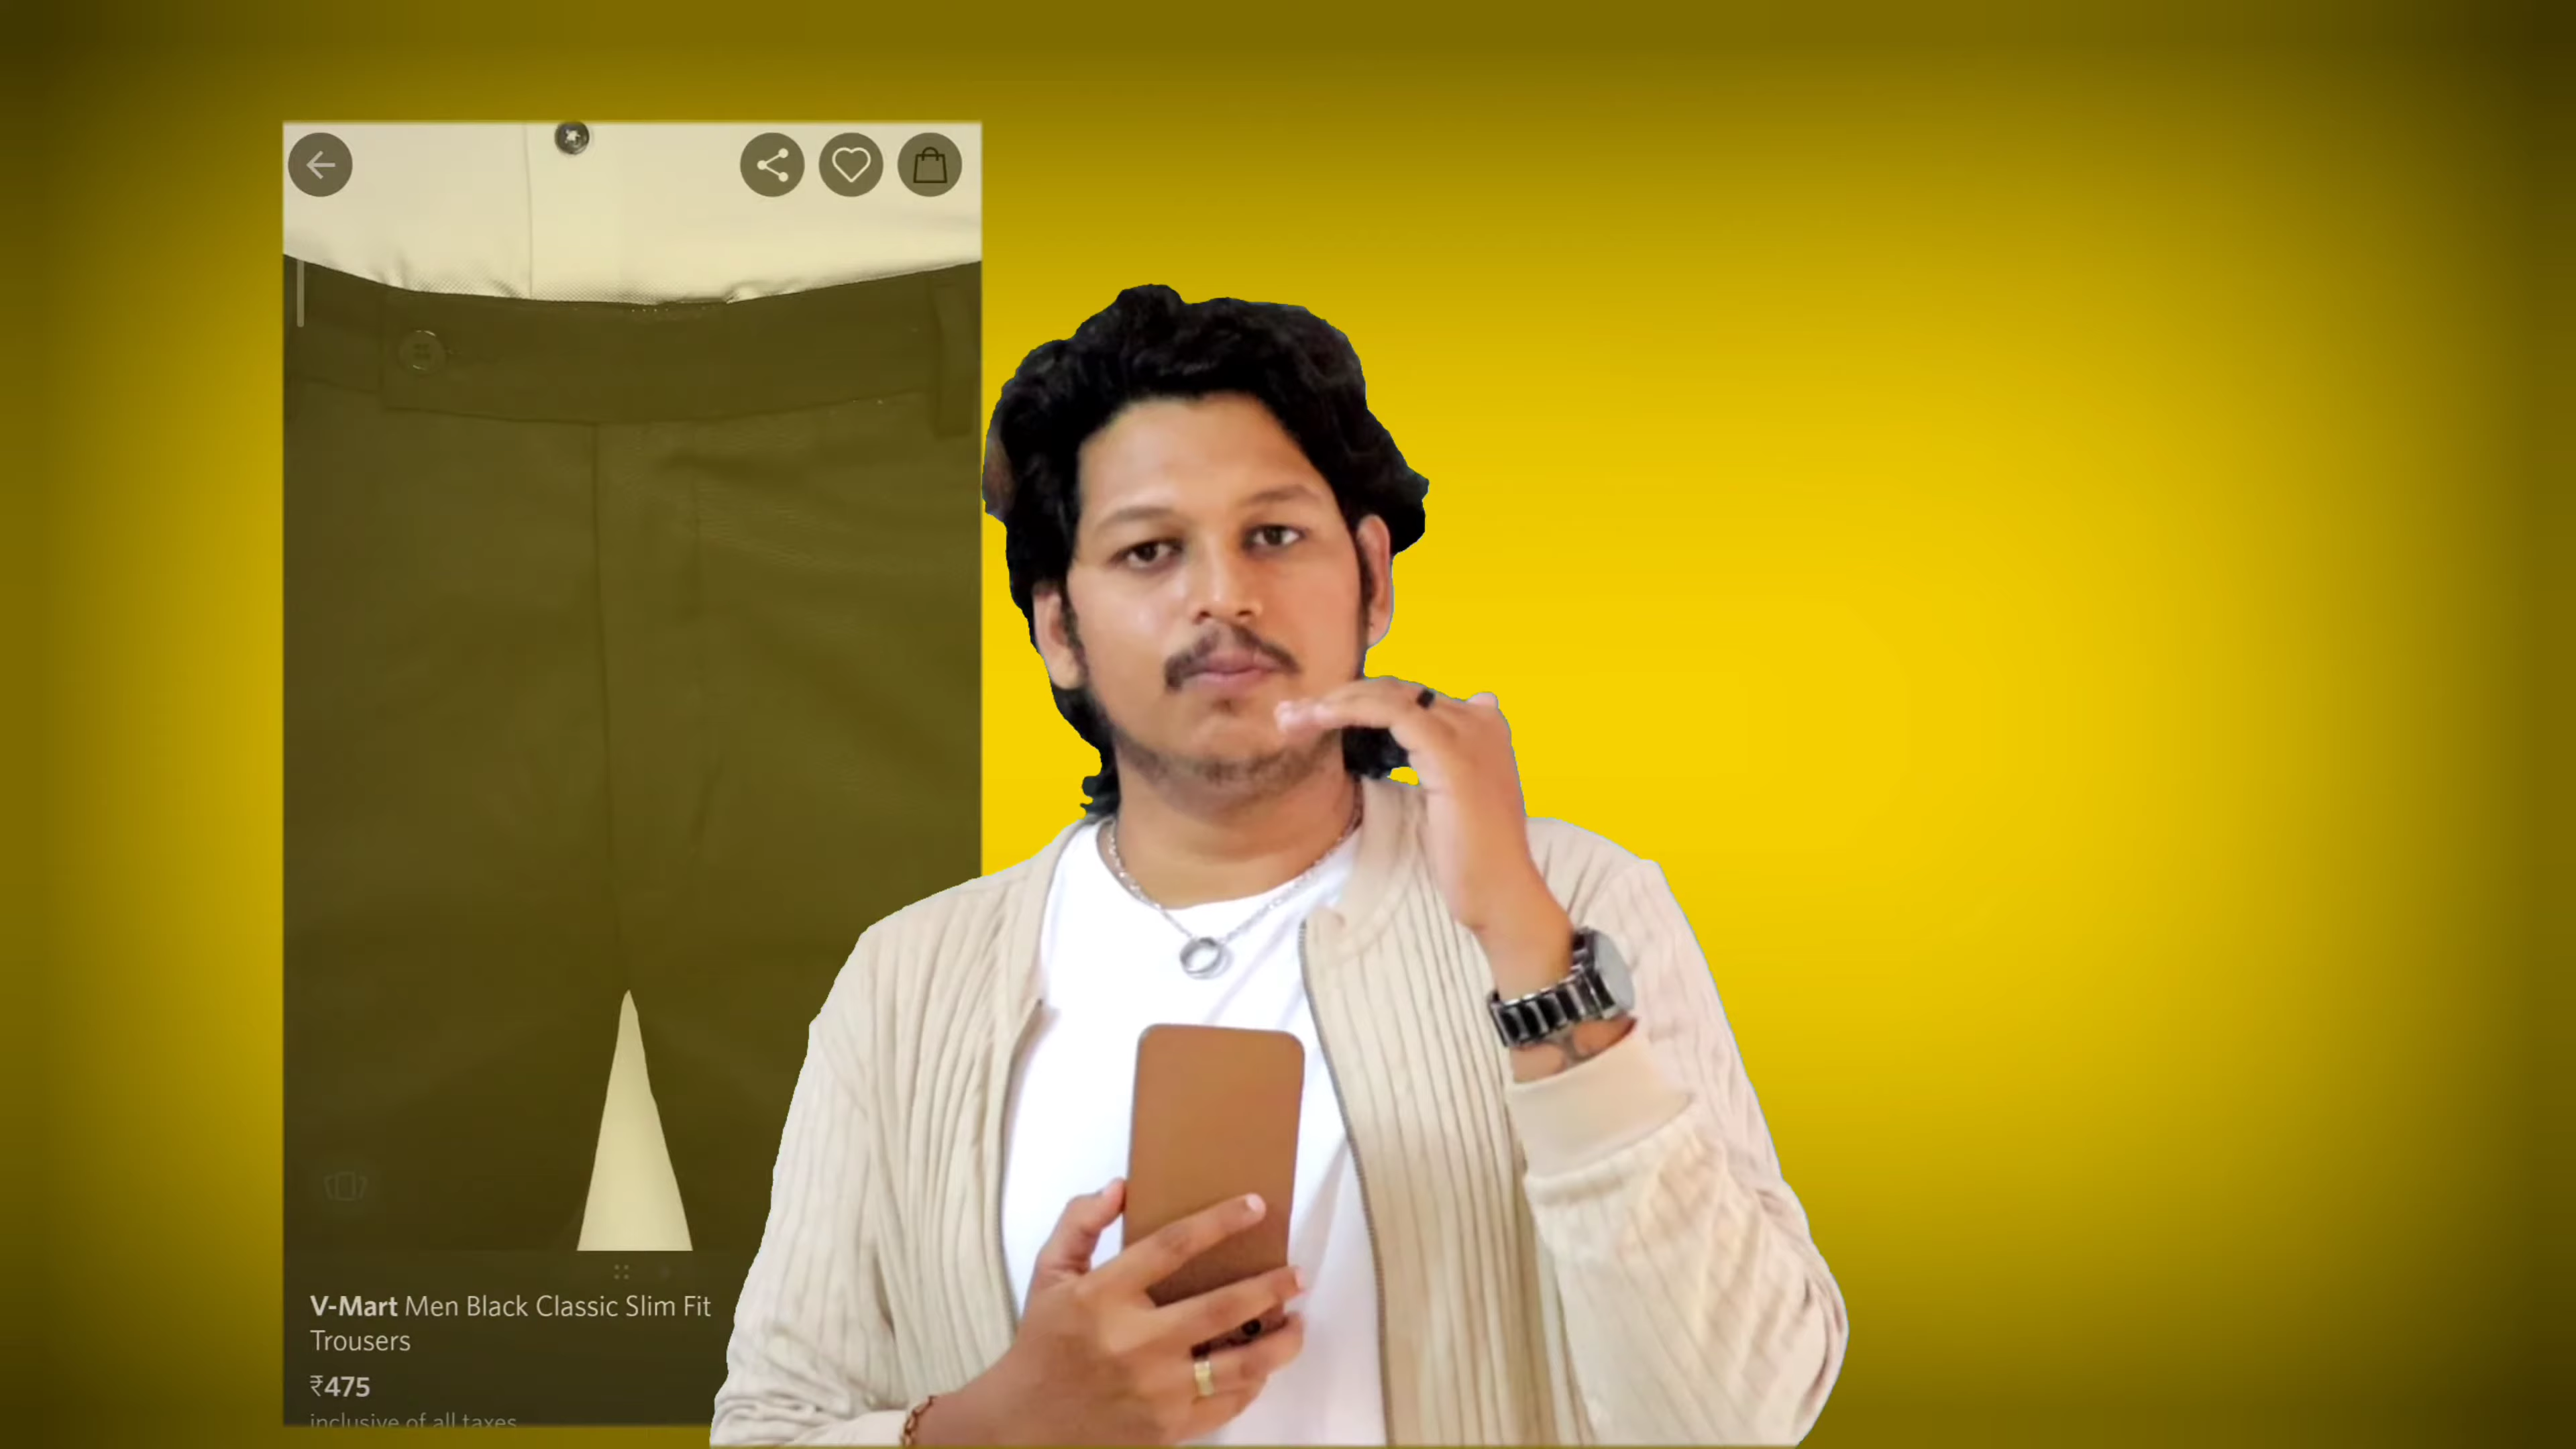 V-Mart Men Black Classic Slim Fit
Trousers
₹475
inclusive of all taxes